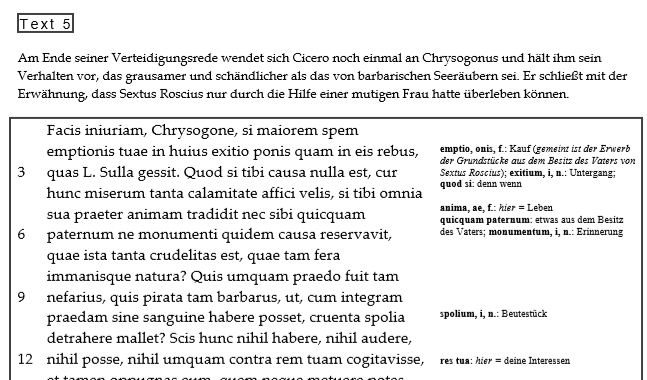 Text 5
Am Ende seiner Verteidigungsrede wendet sich Cicero noch einmal an Chrysogonus und hält ihm sein
Verhalten vor, das grausamer und schändlicher als das von barbarischen Seeräubern sei. Er schließt mit der
Erwähnung, dass Sextus Roscius nur durch die Hilfe einer mutigen Frau hatte überleben können.
Facis iniuriam, Chrysogone, si maiorem spem
emptionis tuae in huius exitio ponis quam in eis rebus,
3 quas L. Sulla gessit. Quod si tibi causa nulla est, cur
hunc miserum tanta calamitate affici velis, si tibi omnia
sua praeter animam tradidit nec sibi quicquam
6 paternum ne monumenti quidem causa reservavit,
quae ista tanta crudelitas est, quae tam fera
immanisque natura? Quis umquam praedo fuit tam
9 nefarius, quis pirata tam barbarus, ut, cum integram
praedam sine sanguine habere posset, cruenta spolia
detrahere mallet? Scis hunc nihil habere, nihil audere,
12 nihil posse, nihil umquam contra rem tuam cogitavisse,
et tamen oppugnas eum, quem neque metuere potes
emptio, onis, f.: Kauf (gemeint ist der Erwerb
der Grundstücke aus dem Besitz des Vaters von
Sextus Roscius); exitium, i, n.: Untergang;
quod si: denn wenn
anima, ae, f.: hier = Leben
quicquam paternum: etwas aus dem Besitz
des Vaters; monumentum, i, n.: Erinnerung
spolium, i, n.: Beutestück
res tua: hier = deine Interessen